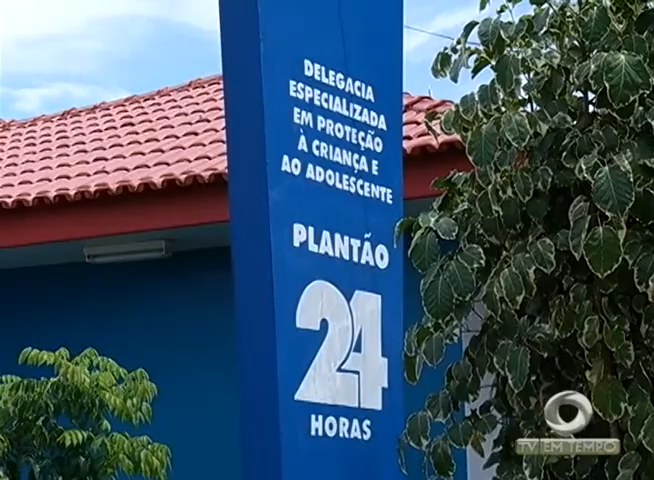 DELEGACIA
ESPECIALIZADA
EM PROTEÇÃO
À CRIANÇA E
AO ADOLESCENTE
PLANTÃO
24
HORAS
TV EM TEMPO